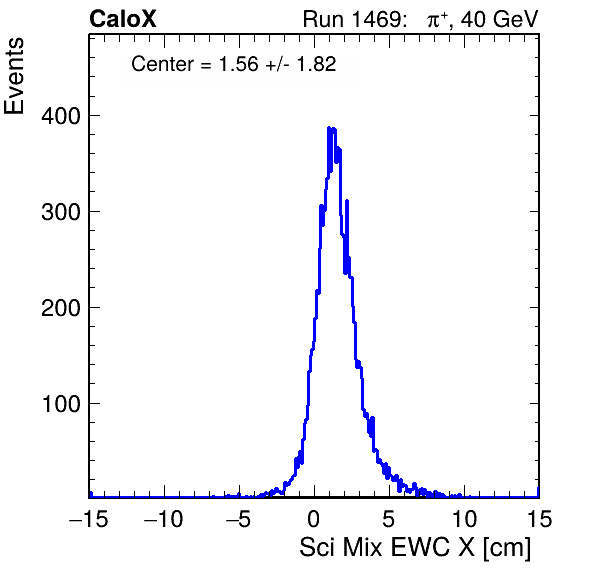 CaloX Run 1469: π⁺, 40 GeV
Center = 1.56 +/- 1.82
Events
400
300
200
100
−15 −10 −5 0 5 10 15
Sci Mix EWC X [cm]